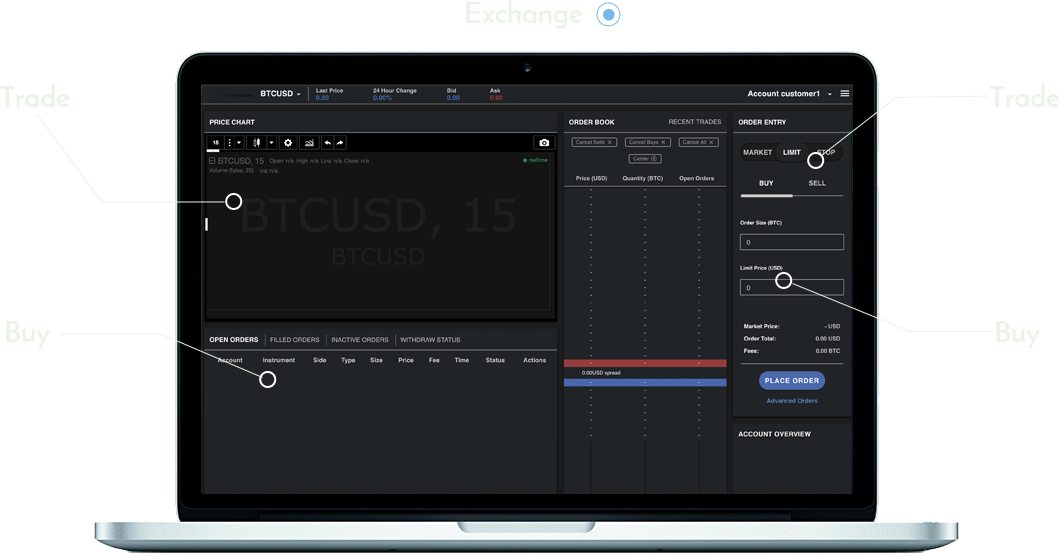 Exchange
Trade
Trade
Buy
Buy
BTCUSD
Last Price
0.00
24 Hour Change
0.00%
Bid
0.00
Ask
0.00
Account customer1
PRICE CHART
15
BTCUSD, 15 Open n/a High n/a Low n/a Close n/a
realtime
Volume (false, 20) n/a n/a
BTCUSD, 15
BTCUSD
OPEN ORDERS FILLED ORDERS INACTIVE ORDERS WITHDRAW STATUS
Account Instrument Side Type Size Price Fee Time Status Actions
ORDER BOOK RECENT TRADES
Cancel Sells X Cancel Buys X Cancel All X
Center
Price (USD) Quantity (BTC) Open Orders
0.00USD spread
ORDER ENTRY
MARKET LIMIT STOP
BUY SELL
Order Size (BTC)
0
Limit Price (USD)
0
Market Price: - USD
Order Total: 0.00 USD
Fees: 0.00 BTC
PLACE ORDER
Advanced Orders
ACCOUNT OVERVIEW